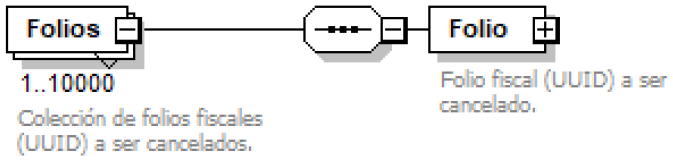 Folios
Folio
1..10000
Colección de folios fiscales
(UUID) a ser cancelados.
Folio fiscal (UUID) a ser
cancelado.